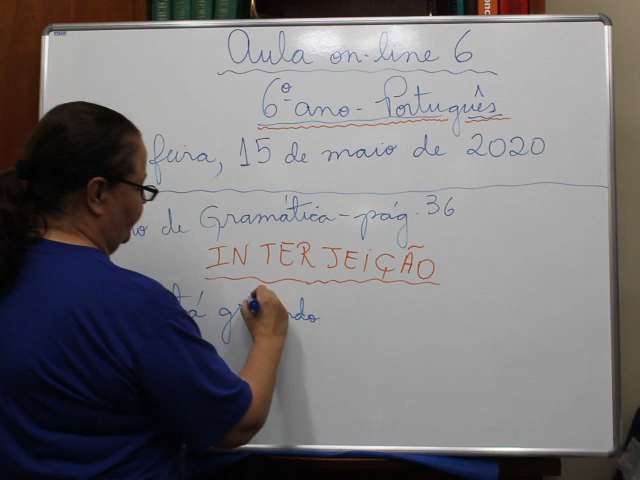 Aula on-line 6
6º ano - Português
feira, 15 de maio de 2020
de Gramática - pág. 36
INTERJEIÇÃO